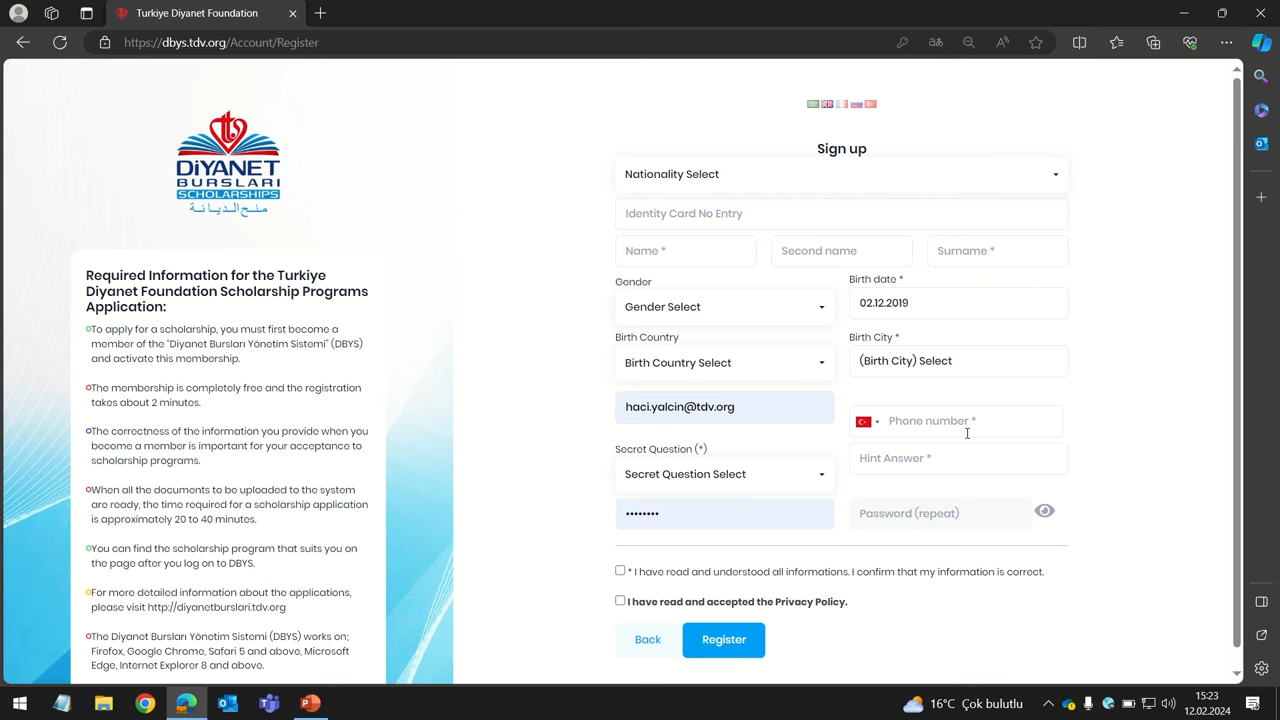 Turkiye Diyanet Foundation
https://dbys.tdv.org/Account/Register
DİYANET
BURSLARI
SCHOLARSHIPS
منح الديانة
Required Information for the Turkiye
Diyanet Foundation Scholarship Programs
Application:
To apply for a scholarship, you must first become a
member of the "Diyanet Bursları Yönetim Sistemi" (DBYS)
and activate this membership.
The membership is completely free and the registration
takes about 2 minutes.
The correctness of the information you provide when you
become a member is important for your acceptance to
scholarship programs.
When all the documents to be uploaded to the system
are ready, the time required for a scholarship application
is approximately 20 to 40 minutes.
You can find the scholarship program that suits you on
the page after you log on to DBYS.
For more detailed information about the applications,
please visit http://diyanetburslari.tdv.org
The Diyanet Bursları Yönetim Sistemi (DBYS) works on;
Firefox, Google Chrome, Safari 5 and above, Microsoft
Edge, Internet Explorer 8 and above.
Sign up
Nationality Select
Identity Card No Entry
Name * Second name Surname *
Gender Birth date *
Gender Select 02.12.2019
Birth Country Birth City *
Birth Country Select (Birth City) Select
haci.yalcin@tdv.org Phone number *
Secret Question (*) Hint Answer *
Secret Question Select
•••••••• Password (repeat)
* I have read and understood all informations. I confirm that my information is correct.
I have read and accepted the Privacy Policy.
Back Register
16°C Çok bulutlu
15:23
12.02.2024